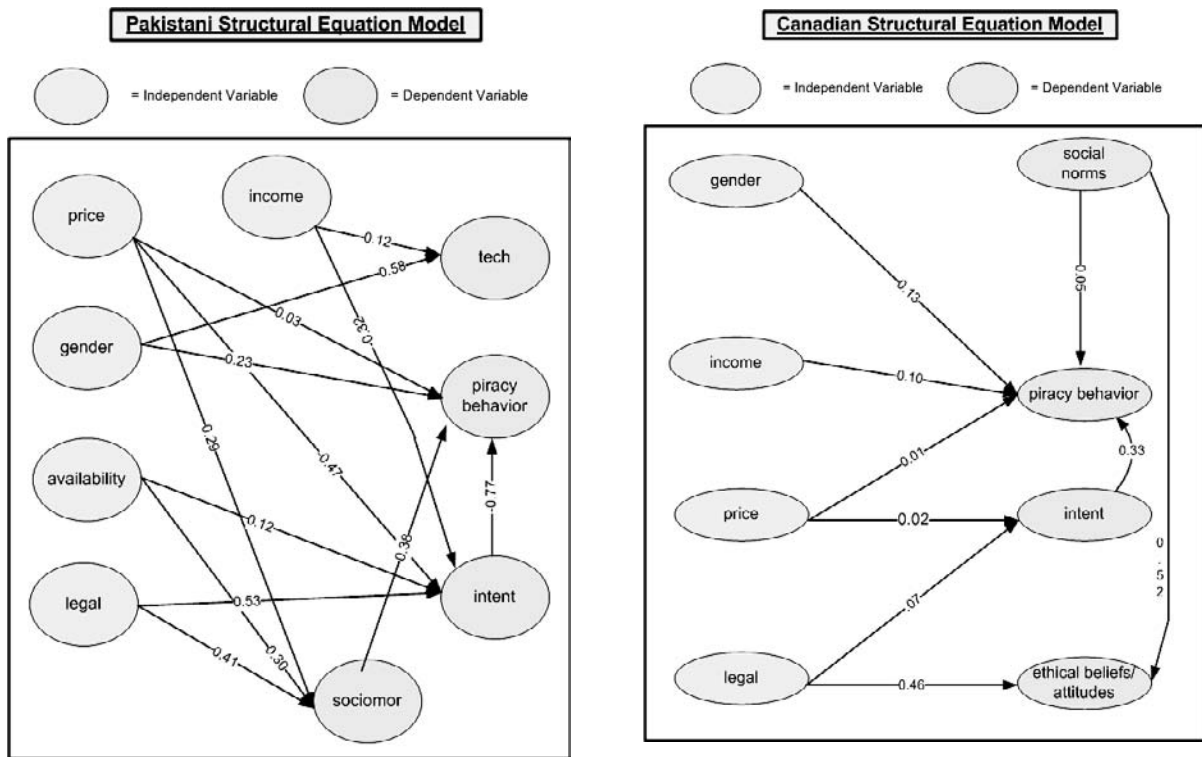 Pakistani Structural Equation Model
= Independent Variable
= Dependent Variable
price
income
0.12
tech
0.58
gender
0.03
0.32
0.23
piracy
behavior
0.29
availability
0.47
0.77
0.12
0.38
legal
0.53
intent
0.41
0.30
sociomor
Canadian Structural Equation Model
= Independent Variable
= Dependent Variable
gender
social
norms
0.13
0.05
income
0.10
piracy behavior
0.01
0.33
price
0.02
intent
0.52
.07
legal
0.46
ethical beliefs/
attitudes